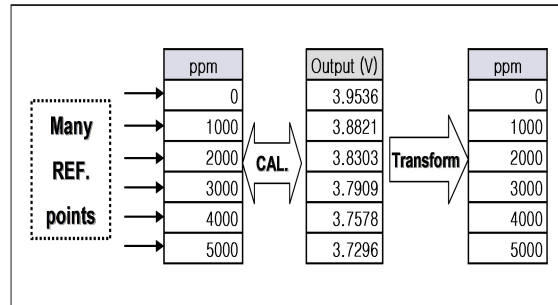 Many
REF.
points
ppm
0
1000
2000
3000
4000
5000
CAL.
Output (V)
3.9536
3.8821
3.8303
3.7909
3.7578
3.7296
Transform
ppm
0
1000
2000
3000
4000
5000